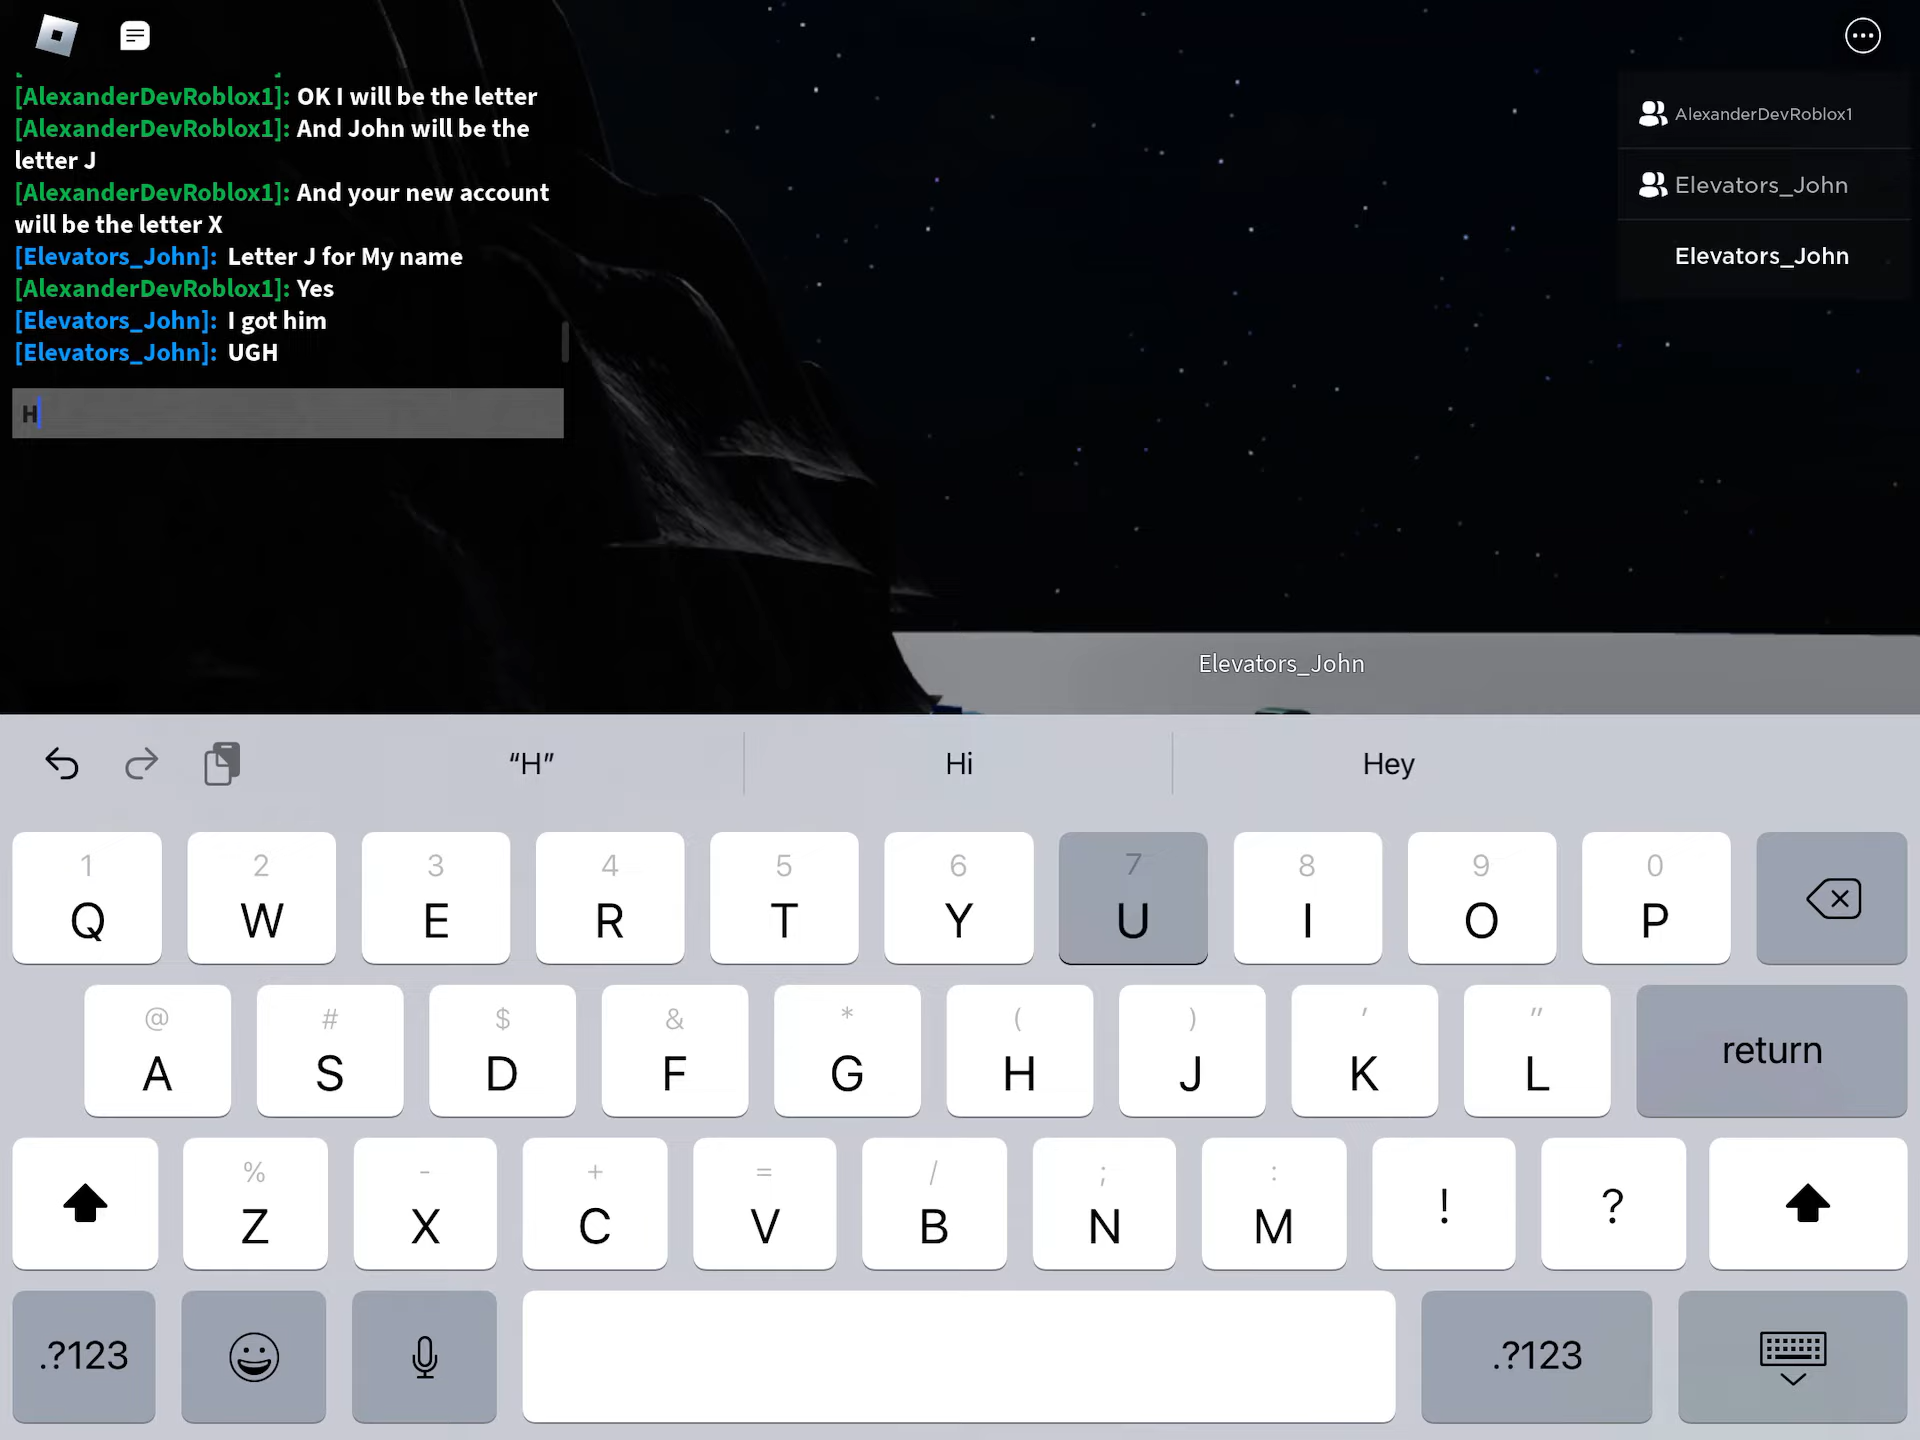 [AlexanderDevRoblox1]: OK I will be the letter
[AlexanderDevRoblox1]: And John will be the
letter J
[AlexanderDevRoblox1]: And your new account
will be the letter X
[Elevators_John]: Letter J for My name
[AlexanderDevRoblox1]: Yes
[Elevators_John]: I got him
[Elevators_John]: UGH
H
AlexanderDevRoblox1
Elevators_John
Elevators_John
Elevators_John
“H” Hi Hey
1 2 3 4 5 6 7 8 9 0
Q W E R T Y U I O P
@ # $ & * ( ) ' "
A S D F G H J K L return
% - + = / ; :
Z X C V B N M ! ?
.?123 .?123